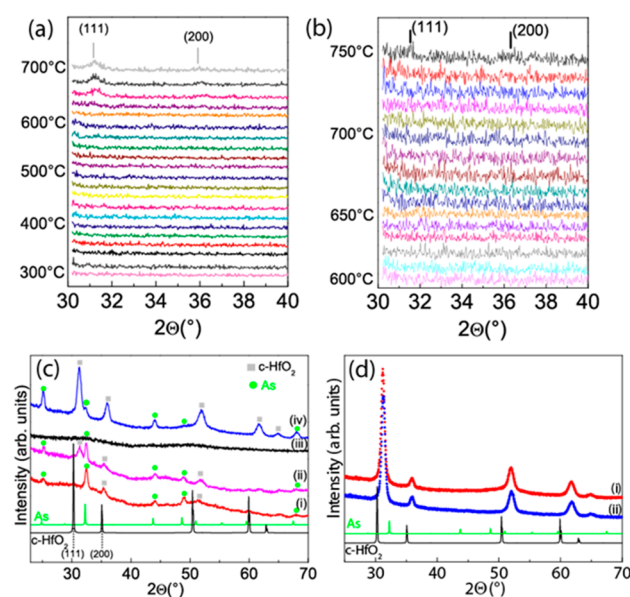 (a)
(111)
(200)
700°C
600°C
500°C
400°C
300°C
30 32 34 36 38 40
2Θ(°)
(b)
(111)
(200)
750°C
700°C
650°C
600°C
30 32 34 36 38 40
2Θ(°)
(c)
c-HfO2
As
(iv)
(iii)
(ii)
(i)
As
c-HfO2
(111)
(200)
Intensity (arb. units)
30 40 50 60 70
2Θ(°)
(d)
(i)
(ii)
As
c-HfO2
Intensity (arb. units)
30 40 50 60 70
2Θ(°)